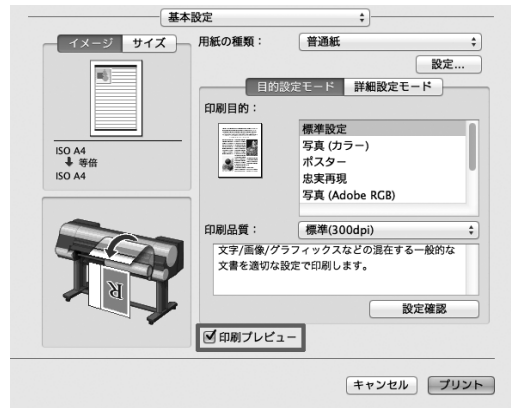 基本設定
イメージ サイズ
用紙の種類： 普通紙
設定...
目的設定モード 詳細設定モード
印刷目的：
標準設定
写真 (カラー)
ポスター
忠実再現
写真 (Adobe RGB)
ISO A4
等倍
ISO A4
印刷品質： 標準(300dpi)
文字/画像/グラフィックスなどの混在する一般的な
文書を適切な設定で印刷します。
設定確認
R
印刷プレビュー
キャンセル プリント